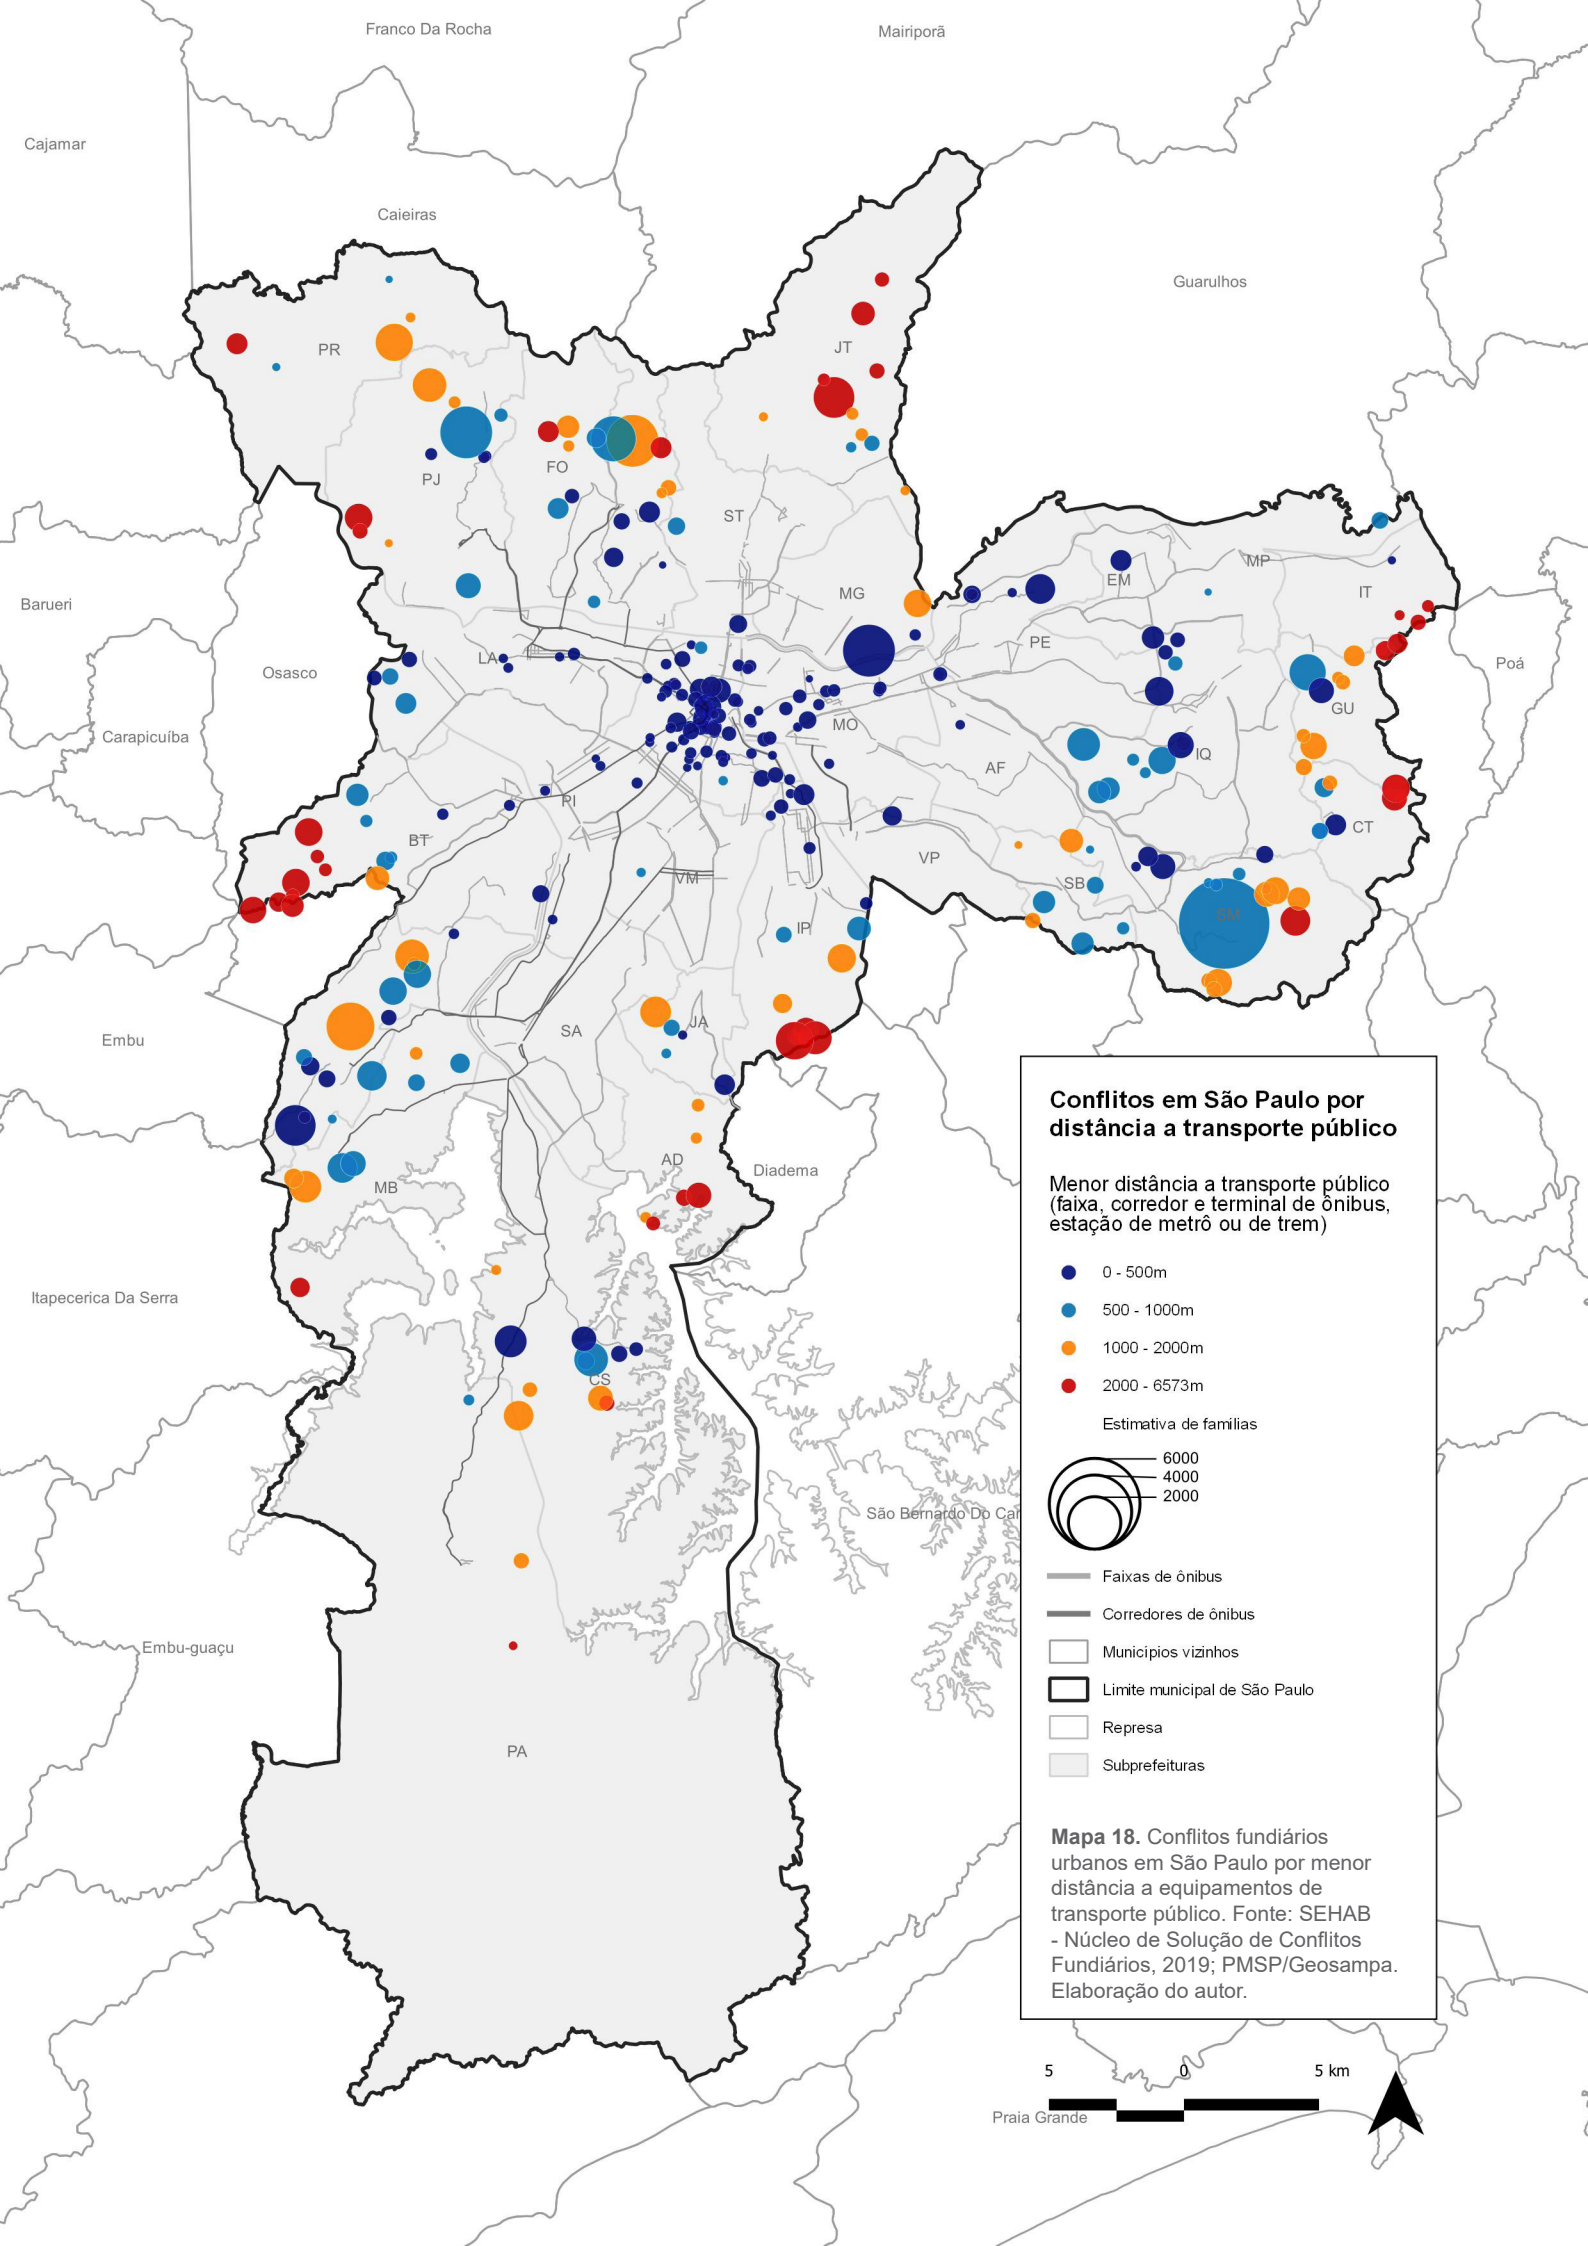 Franco Da Rocha
Mairiporã
Cajamar
Caieiras
Guarulhos
PR
JT
FO
PJ
ST
MP
EM
MG
IT
Barueri
PE
LA
Poá
Osasco
GU
MO
Carapicuíba
IQ
AF
PI
CT
BT
VP
VM
SB
SM
IP
JA
SA
Embu
AD
Diadema
MB
Itapecerica Da Serra
CS
São Bernardo Do Car
Embu-guaçu
PA
Conflitos em São Paulo por
distância a transporte público
Menor distância a transporte público
(faixa, corredor e terminal de ônibus,
estação de metrô ou de trem)
0 - 500m
500 - 1000m
1000 - 2000m
2000 - 6573m
Estimativa de famílias
6000
4000
2000
Faixas de ônibus
Corredores de ônibus
Municípios vizinhos
Limite municipal de São Paulo
Represa
Subprefeituras
Mapa 18. Conflitos fundiários
urbanos em São Paulo por menor
distância a equipamentos de
transporte público. Fonte: SEHAB
- Núcleo de Solução de Conflitos
Fundiários, 2019; PMSP/Geosampa.
Elaboração do autor.
5 0 5 km
Praia Grande